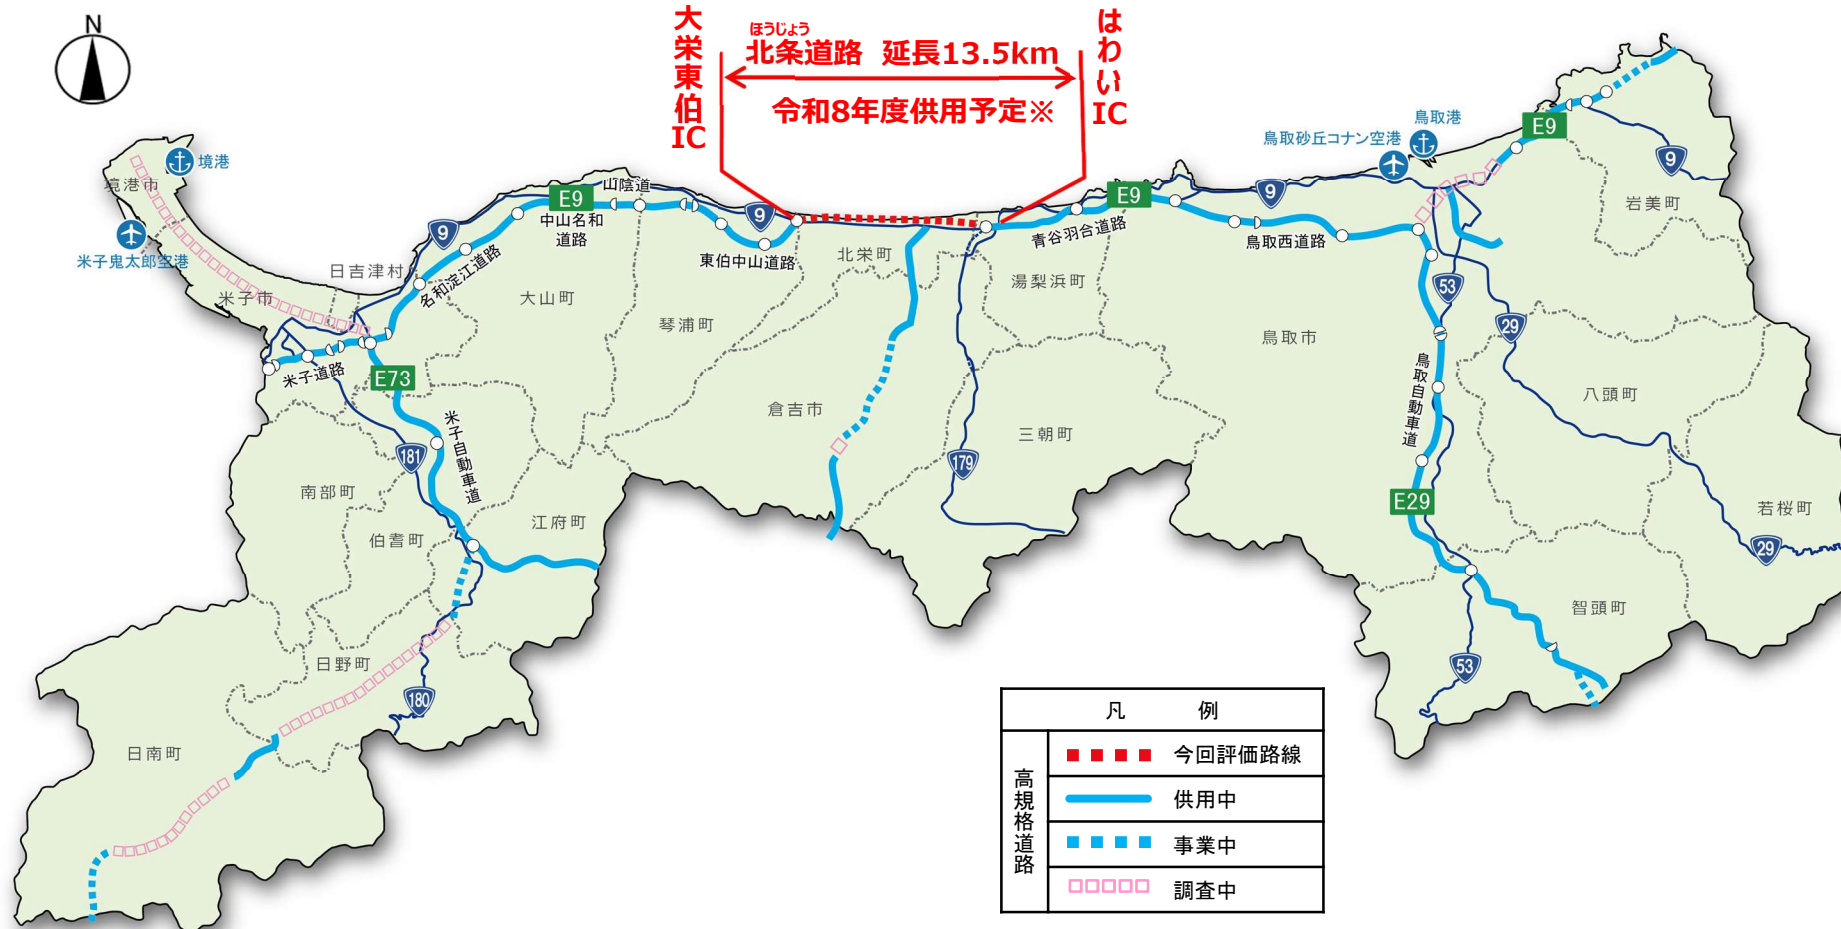 N
大栄東伯IC
ほうじょう
北条道路 延長13.5km
令和8年度供用予定※
はわいIC
境港
境港市
米子鬼太郎空港
米子市
日吉津村
9
名和淀江道路
大山町
E9
中山名和
道路
山陰道
9
東伯中山道路
琴浦町
北栄町
青谷羽合道路
E9
湯梨浜町
9
鳥取砂丘コナン空港
鳥取港
鳥取西道路
E9
9
岩美町
53
29
鳥取市
鳥取自動車道
八頭町
米子道路
E73
米子自動車道
181
倉吉市
三朝町
179
南部町
伯耆町
江府町
E29
若桜町
29
智頭町
53
日野町
180
日南町
凡 例
高規格道路
今回評価路線
供用中
事業中
調査中